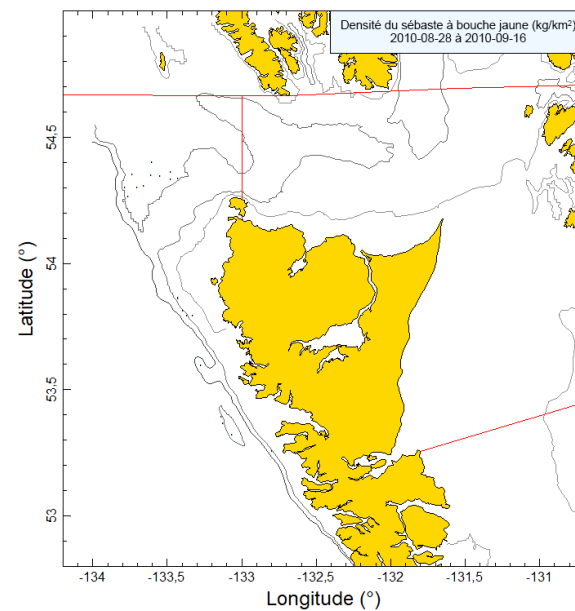 Densité du sébaste à bouche jaune (kg/km²)
2010-08-28 à 2010-09-16
54,5
54
53,5
53
Latitude (°)
-134
-133,5
-133
-132,5
-132
-131,5
-131
Longitude (°)